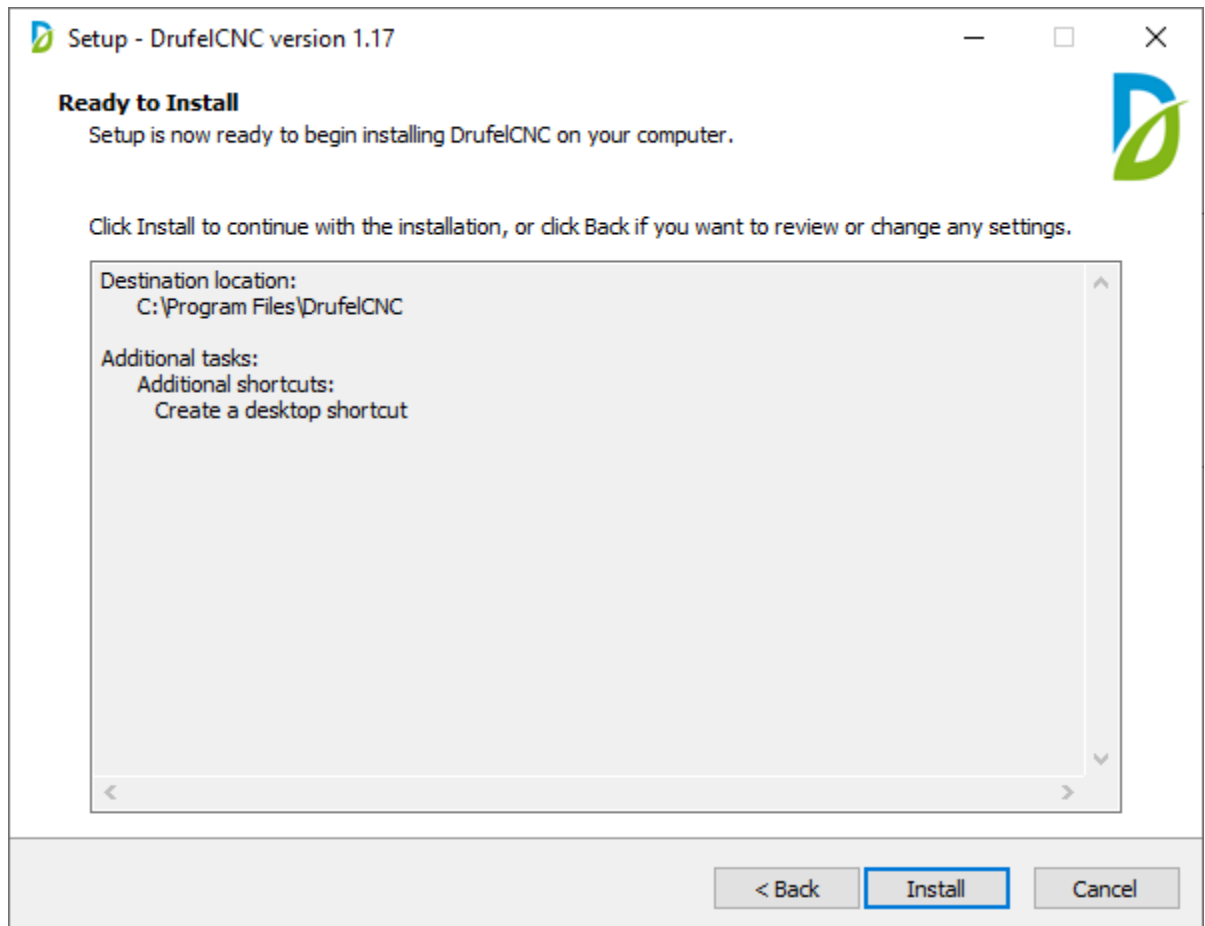 Setup - DrufelCNC version 1.17
Ready to Install
Setup is now ready to begin installing DrufelCNC on your computer.
Click Install to continue with the installation, or click Back if you want to review or change any settings.
Destination location:
C:\Program Files\DrufelCNC
Additional tasks:
Additional shortcuts:
Create a desktop shortcut
< Back
Install
Cancel